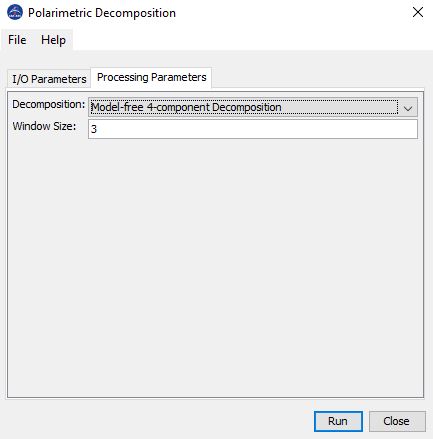 Polarimetric Decomposition
File Help
I/O Parameters Processing Parameters
Decomposition: Model-free 4-component Decomposition
Window Size: 3
Run Close